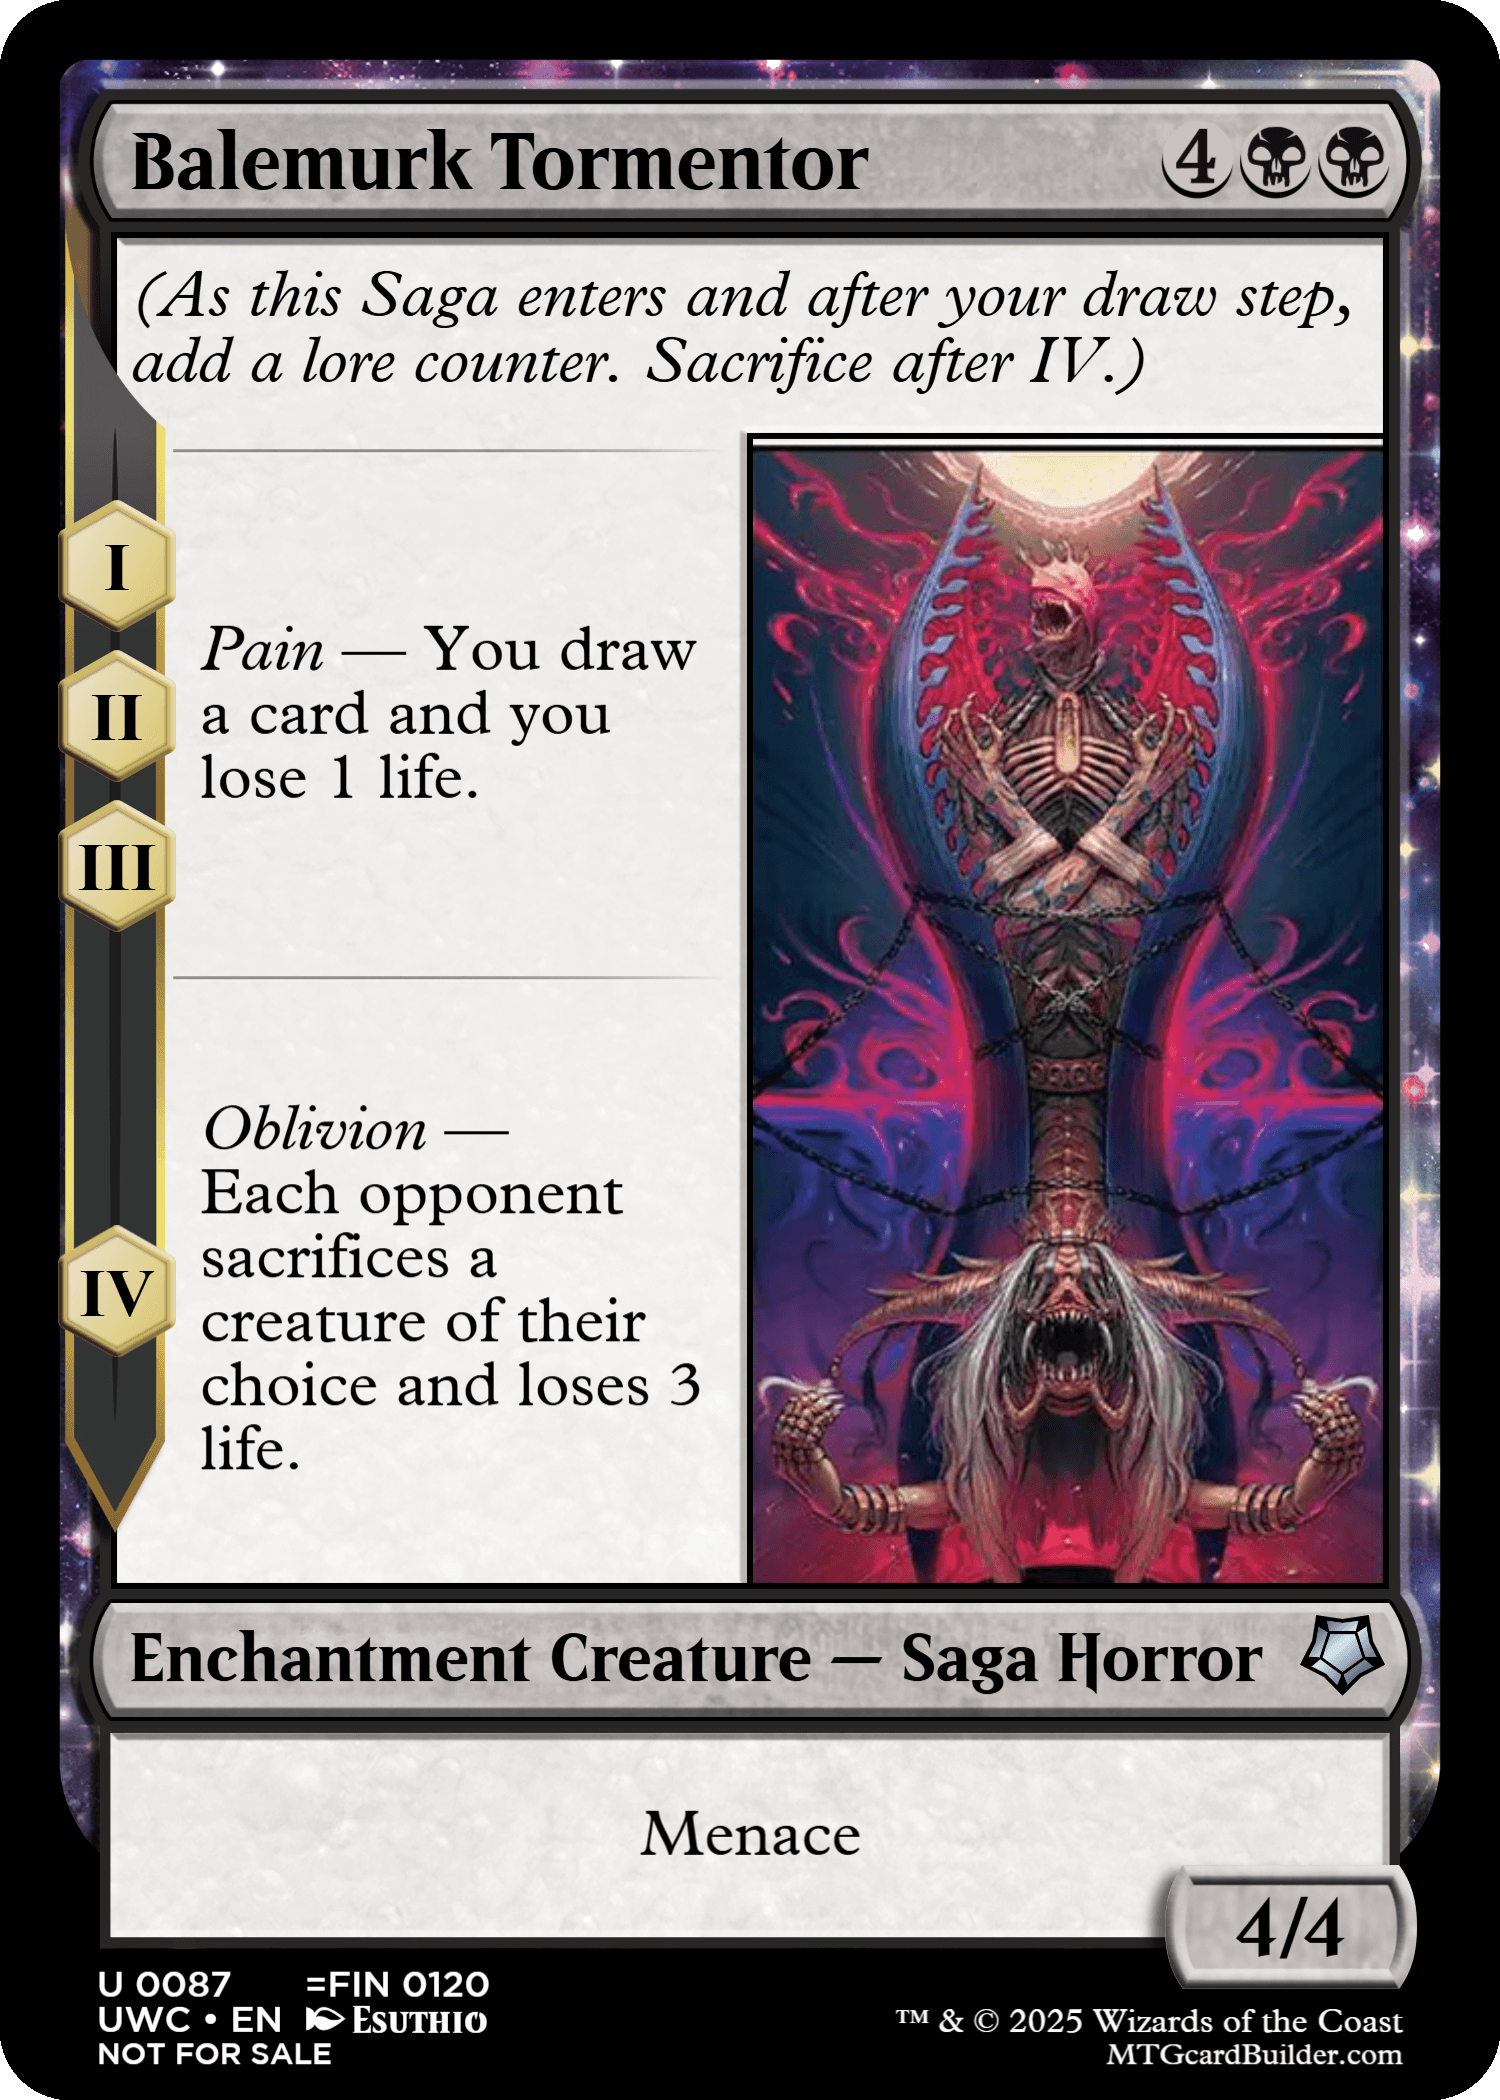 Balemurk Tormentor 4
(As this Saga enters and after your draw step,
add a lore counter. Sacrifice after IV.)
I
II
III
Pain — You draw
a card and you
lose 1 life.
IV
Oblivion —
Each opponent
sacrifices a
creature of their
choice and loses 3
life.
Enchantment Creature — Saga Horror
Menace
4/4
U 0087 =FIN 0120
UWC • EN Esuthio
NOT FOR SALE
™ & © 2025 Wizards of the Coast
MTGcardBuilder.com